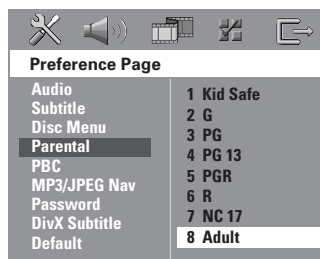 Preference Page
Audio
Subtitle
Disc Menu
Parental
PBC
MP3/JPEG Nav
Password
DivX Subtitle
Default
1 Kid Safe
2 G
3 PG
4 PG 13
5 PGR
6 R
7 NC 17
8 Adult